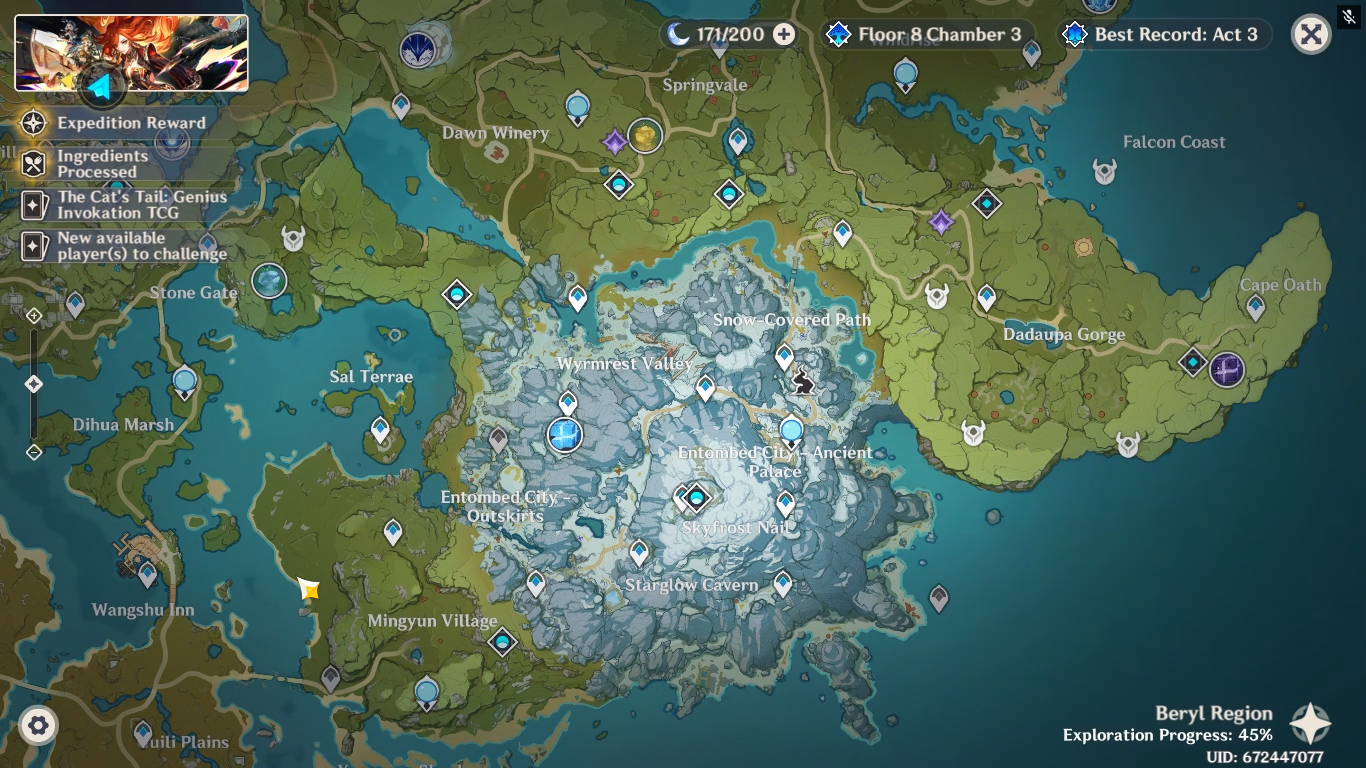 171/200
Floor 8 Chamber 3
Best Record: Act 3
Windrise
Springvale
Expedition Reward
Dawn Winery
Falcon Coast
Ingredients
Processed
The Cat's Tail: Genius
Invokation TCG
New available
player(s) to challenge
Stone Gate
Cape Oath
Snow-Covered Path
Dadaupa Gorge
Wyrmrest Valley
Sal Terrae
Dihua Marsh
Entombed City - Ancient
Palace
Entombed City -
Outskirts
Skyfrost Nail
Starglow Cavern
Wangshu Inn
Mingyun Village
Beryl Region
Exploration Progress: 45%
Guili Plains
UID: 672447077